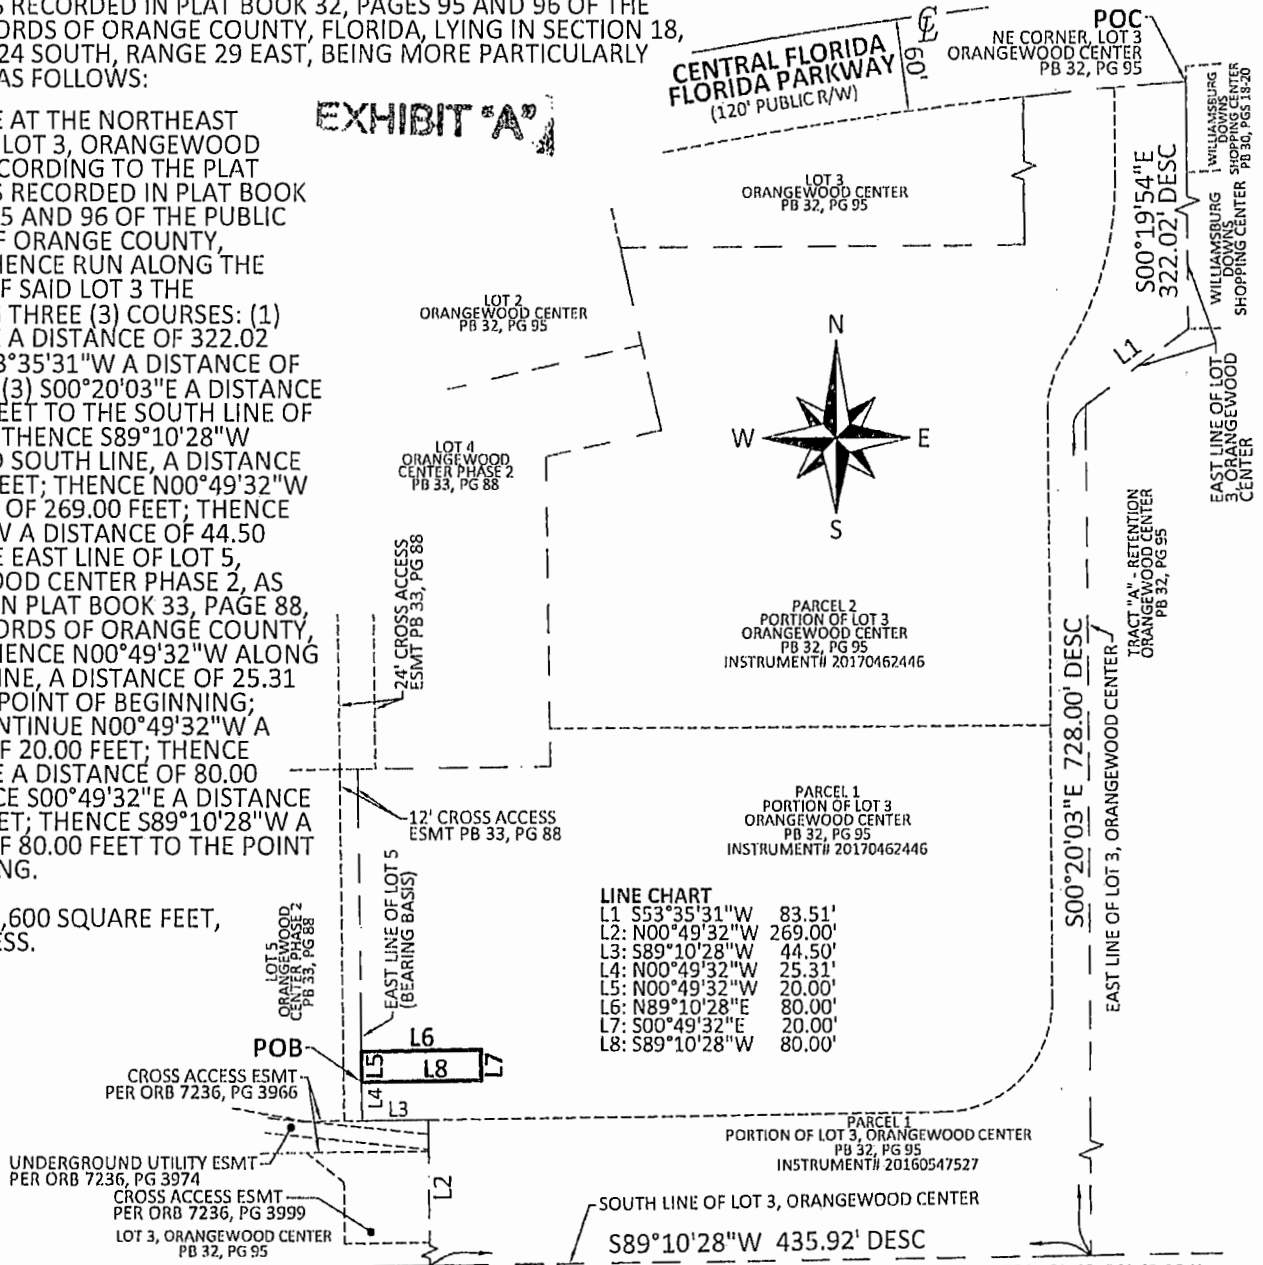 S RECORDED IN PLAT BOOK 32, PAGES 95 AND 96 OF THE
ORDS OF ORANGE COUNTY, FLORIDA, LYING IN SECTION 18,
24 SOUTH, RANGE 29 EAST, BEING MORE PARTICULARLY
AS FOLLOWS:
E AT THE NORTHEAST
LOT 3, ORANGEWOOD
CORDING TO THE PLAT
S RECORDED IN PLAT BOOK
5 AND 96 OF THE PUBLIC
F ORANGE COUNTY,
HENCE RUN ALONG THE
F SAID LOT 3 THE
THREE (3) COURSES: (1)
E A DISTANCE OF 322.02
3°35'31"W A DISTANCE OF
(3) S00°20'03"E A DISTANCE
EET TO THE SOUTH LINE OF
THENCE S89°10'28"W
D SOUTH LINE, A DISTANCE
EET; THENCE N00°49'32"W
OF 269.00 FEET; THENCE
W A DISTANCE OF 44.50
E EAST LINE OF LOT 5,
OOD CENTER PHASE 2, AS
IN PLAT BOOK 33, PAGE 88,
ORDS OF ORANGE COUNTY,
HENCE N00°49'32"W ALONG
INE, A DISTANCE OF 25.31
POINT OF BEGINNING;
NTINUE N00°49'32"W A
F 20.00 FEET; THENCE
E A DISTANCE OF 80.00
CE S00°49'32"E A DISTANCE
ET; THENCE S89°10'28"W A
F 80.00 FEET TO THE POINT
NG.
,600 SQUARE FEET,
ESS.
EXHIBIT "A"
CENTRAL FLORIDA
FLORIDA PARKWAY
(120' PUBLIC R/W)
60'
℄
POC
NE CORNER, LOT 3
ORANGEWOOD CENTER
PB 32, PG 95
WILLIAMSBURG
DOWNS
SHOPPING CENTER
PB 30, PGS 18-20
WILLIAMSBURG
DOWNS
SHOPPING CENTER
S00°19'54"E
322.02' DESC
LOT 3
ORANGEWOOD CENTER
PB 32, PG 95
LOT 2
ORANGEWOOD CENTER
PB 32, PG 95
L1
EAST LINE OF LOT
3, ORANGEWOOD
CENTER
N
W
E
S
LOT 4
ORANGEWOOD
CENTER PHASE 2
PB 33, PG 88
24' CROSS ACCESS
ESMT PB 33, PG 88
TRACT "A" - RETENTION
ORANGEWOOD CENTER
PB 32, PG 95
PARCEL 2
PORTION OF LOT 3
ORANGEWOOD CENTER
PB 32, PG 95
INSTRUMENT# 20170462446
S00°20'03"E 728.00' DESC
EAST LINE OF LOT 3, ORANGEWOOD CENTER
12' CROSS ACCESS
ESMT PB 33, PG 88
PARCEL 1
PORTION OF LOT 3
ORANGEWOOD CENTER
PB 32, PG 95
INSTRUMENT# 20170462446
EAST LINE OF LOT 5
(BEARING BASIS)
LOT 5
ORANGEWOOD
CENTER PHASE 2
PB 33, PG 88
LINE CHART
L1 S53°35'31"W 83.51'
L2: N00°49'32"W 269.00'
L3: S89°10'28"W 44.50'
L4: N00°49'32"W 25.31'
L5: N00°49'32"W 20.00'
L6: N89°10'28"E 80.00'
L7: S00°49'32"E 20.00'
L8: S89°10'28"W 80.00'
POB
L6
L5
L8
L7
L4
L3
CROSS ACCESS ESMT
PER ORB 7236, PG 3966
UNDERGROUND UTILITY ESMT
PER ORB 7236, PG 3974
CROSS ACCESS ESMT
PER ORB 7236, PG 3999
LOT 3, ORANGEWOOD CENTER
PB 32, PG 95
L2
PARCEL 1
PORTION OF LOT 3, ORANGEWOOD CENTER
PB 32, PG 95
INSTRUMENT# 20160547527
SOUTH LINE OF LOT 3, ORANGEWOOD CENTER
S89°10'28"W 435.92' DESC